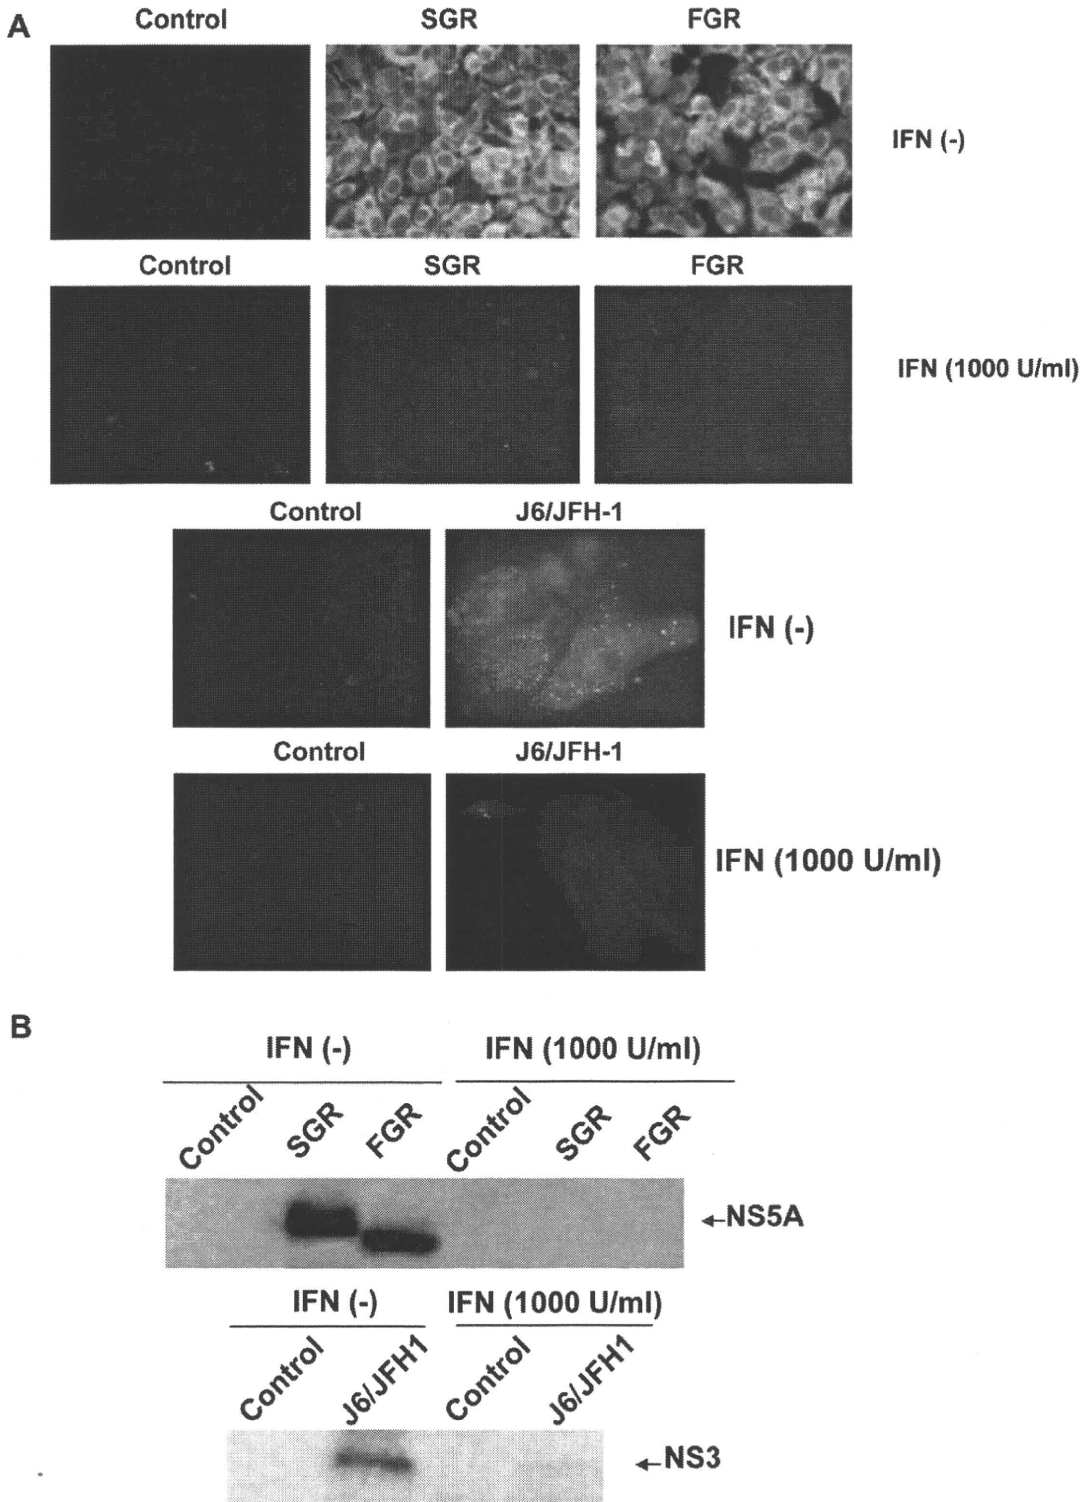 A
Control SGR FGR
IFN (-)
Control SGR FGR
IFN (1000 U/ml)
Control J6/JFH-1
IFN (-)
Control J6/JFH-1
IFN (1000 U/ml)
B
IFN (-) IFN (1000 U/ml)
Control SGR FGR Control SGR FGR
←NS5A
IFN (-) IFN (1000 U/ml)
Control J6/JFH1 Control J6/JFH1
←NS3